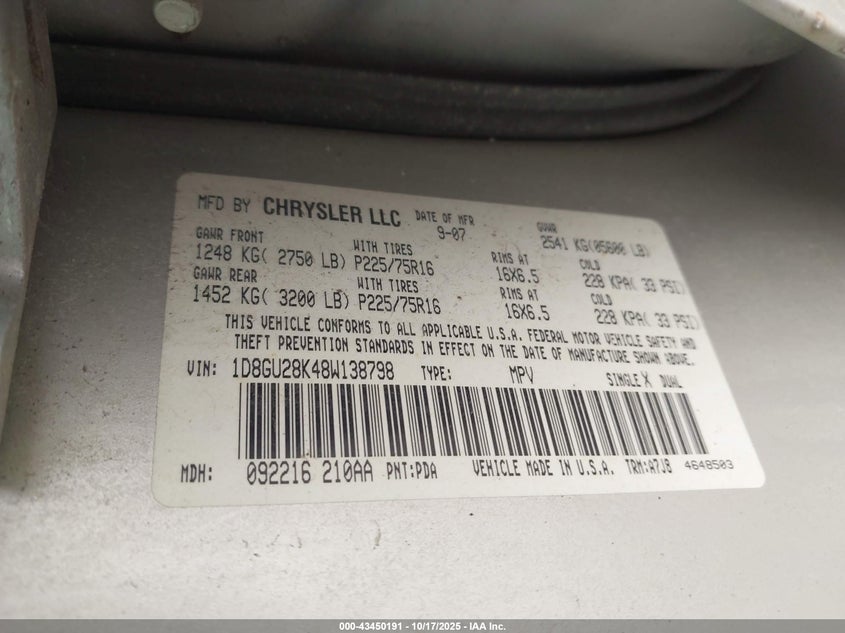 MFD BY CHRYSLER LLC DATE OF MFR 9-07 GVWR 2541 KG(05600 LB)
GAWR FRONT WITH TIRES RIMS AT COLD
1248 KG( 2750 LB) P225/75R16 16X6.5 228 KPA( 33 PSI)
GAWR REAR WITH TIRES RIMS AT COLD
1452 KG( 3200 LB) P225/75R16 16X6.5 228 KPA( 33 PSI)
THIS VEHICLE CONFORMS TO ALL APPLICABLE U.S.A. FEDERAL MOTOR VEHICLE SAFETY AND
THEFT PREVENTION STANDARDS IN EFFECT ON THE DATE OF MANUFACTURE SHOWN ABOVE.
VIN: 1D8GU28K48W138798 TYPE: MPV SINGLE X DUAL
MDH: 092216 210AA PNT:PDA VEHICLE MADE IN U.S.A. TRM:A7J8 4648503
000-43450191 - 10/17/2025 - IAA Inc.